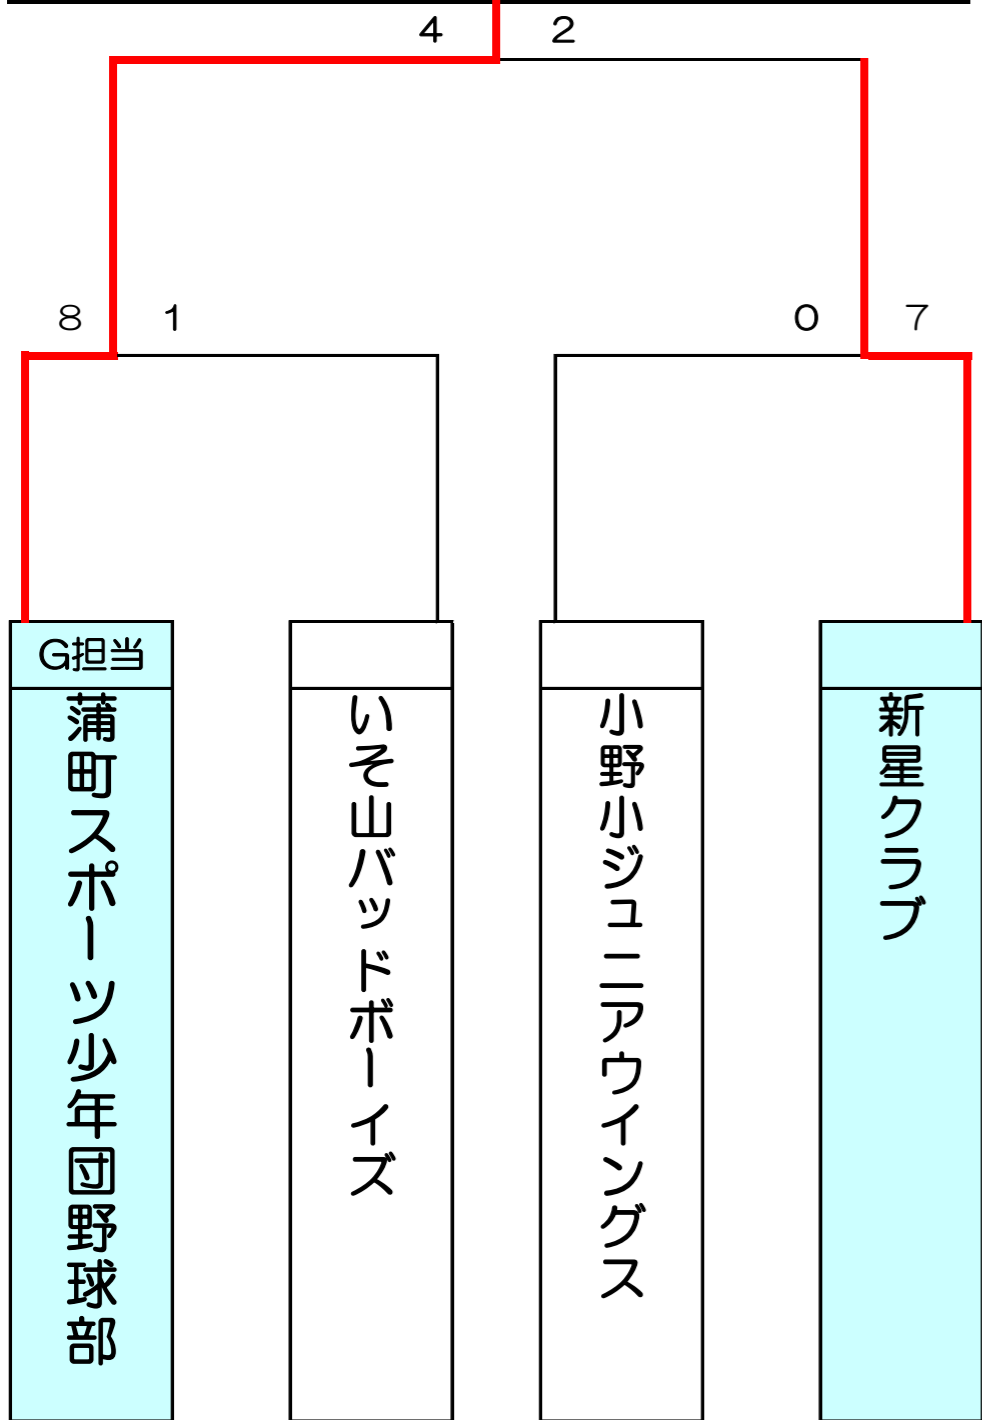 4 2
8 1 0 7
G担当
蒲町スポーツ少年団野球部
いそ山バッドボーイズ
小野小ジュニアウイングス
新星クラブ